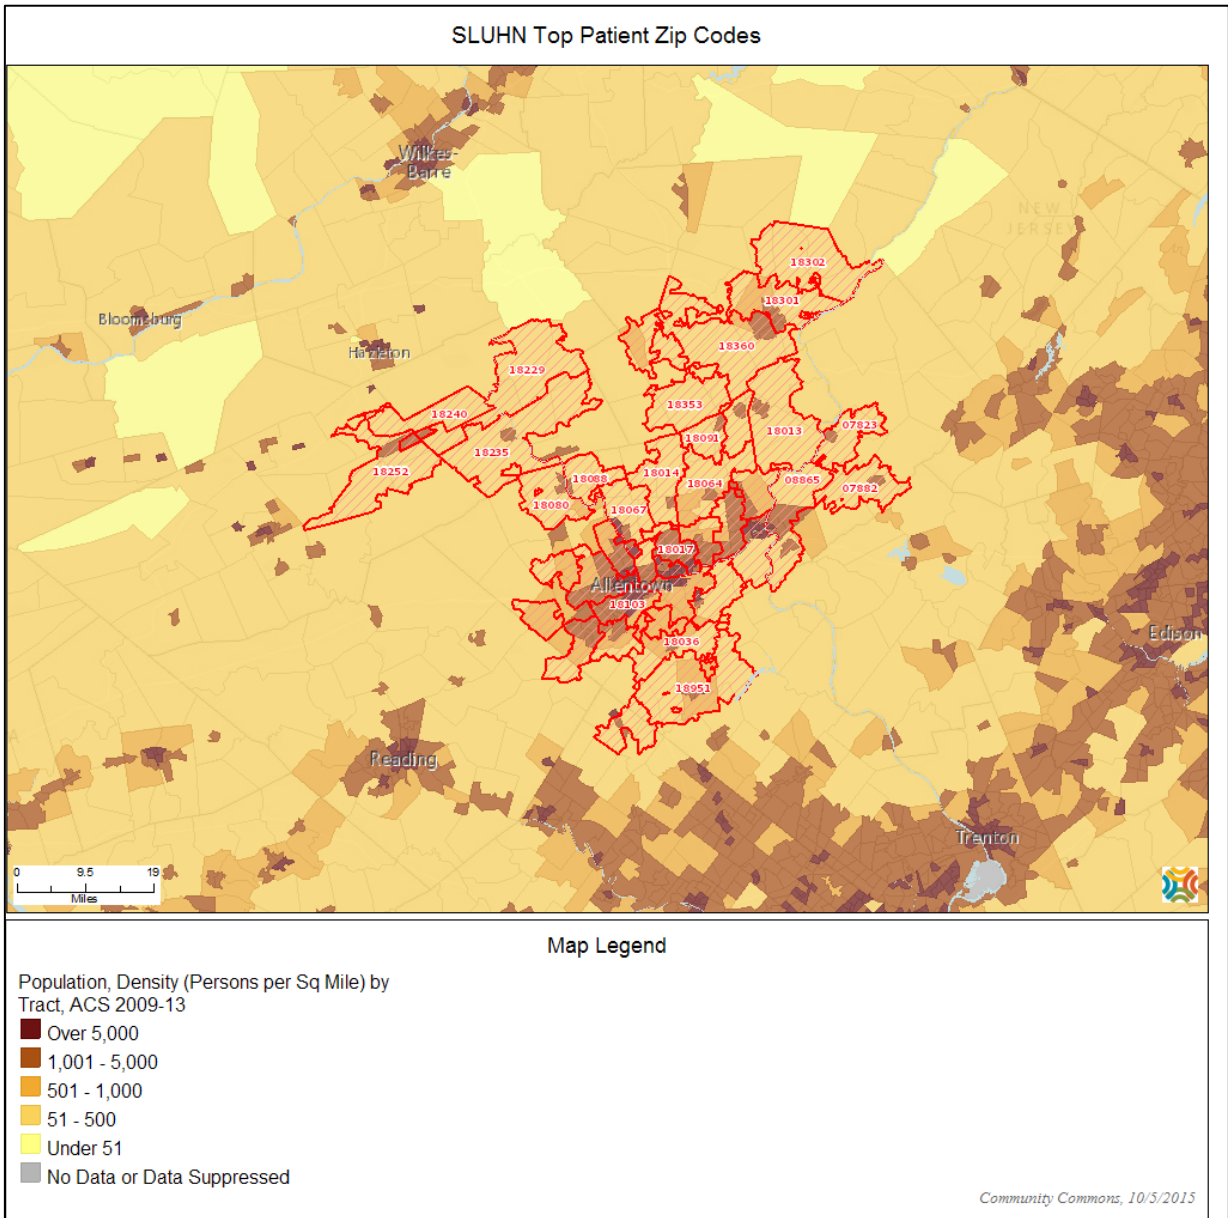 SLUHN Top Patient Zip Codes
Wilkes-
Barre
NEW
JERSEY
18302
18301
Bloomsburg
Hazleton
18360
18229
18353
18240
07823
18013
18091
18235
18252
18014
18088
08865
18064
07882
18080
18067
18017
Allentown
18103
Edison
18036
18951
Reading
Trenton
0 9.5 19
Miles
Map Legend
Population, Density (Persons per Sq Mile) by
Tract, ACS 2009-13
Over 5,000
1,001 - 5,000
501 - 1,000
51 - 500
Under 51
No Data or Data Suppressed
Community Commons, 10/5/2015